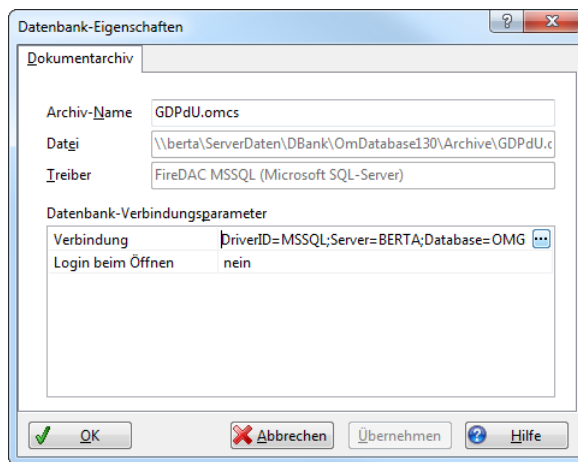 Datenbank-Eigenschaften
Dokumentarchiv
Archiv-Name GDPdU.omcs
Datei \\berta\ServerDaten\DBank\OmDatabase130\Archive\GDPdU.o
Treiber FireDAC MSSQL (Microsoft SQL-Server)
Datenbank-Verbindungsparameter
Verbindung DriverID=MSSQL;Server=BERTA;Database=OMG ...
Login beim Öffnen nein
OK Abbrechen Übernehmen Hilfe